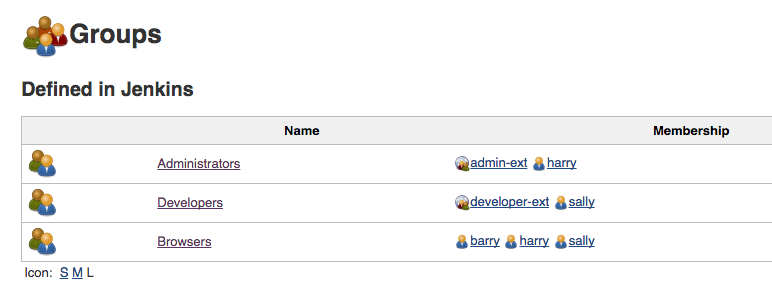 Groups
Defined in Jenkins
Name Membership
Administrators admin-ext harry
Developers developer-ext sally
Browsers barry harry sally
Icon: S M L